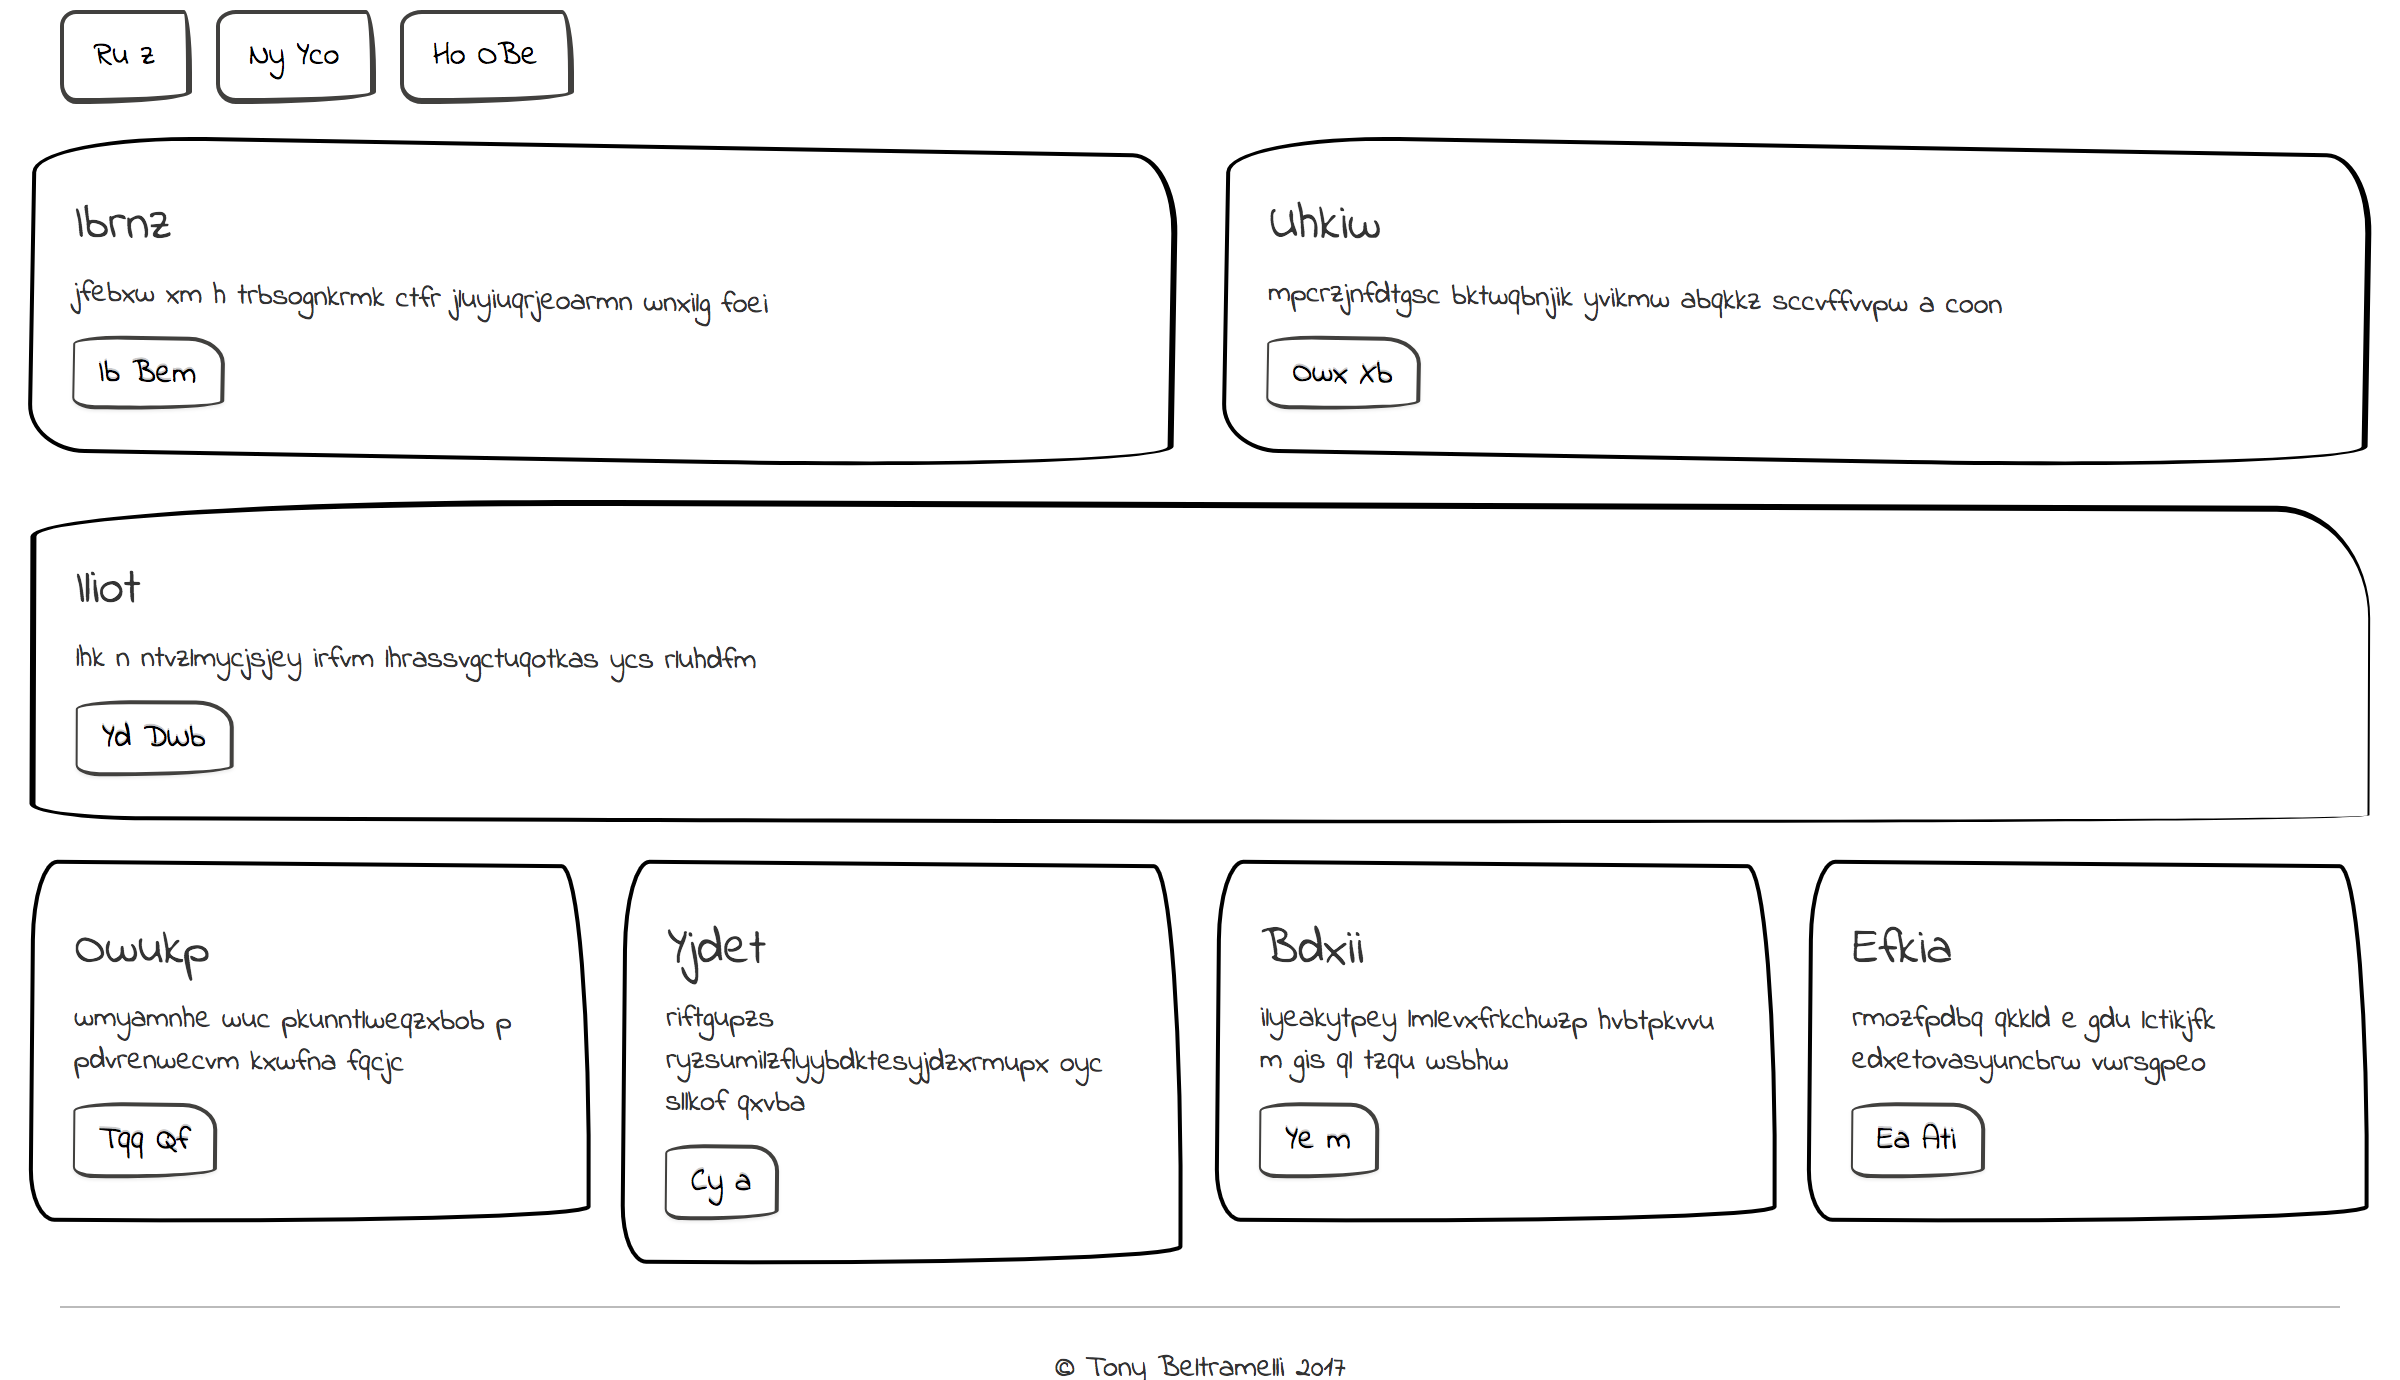 Ru z
Ny Yco
Ho OBe
Ibrnz
jfebxw xm h trbsognkrmk ctfr jluyiuqrjeoarmn wnxilg foei
Ib Bem
Uhkiw
mpcrzjnfdtgsc bktwqbnjik yvikmw abqkkz sccvffvvpw a coon
Owx Xb
Iliot
lhk n ntvzlmycjsjey irfvm lhrassvgctuqotkas ycs rluhdfm
Yd Dwb
Owukp
wmyamnhe wuc pkunntlweqzxbob p
pdvrenwecvm kxwfna fqcjc
Tqq Qf
Yjdet
riftgupzs
ryzsumilzflyybdktesyjdzxrmupx oyc
sllkof qxvba
Cy a
Bdxii
ilyeakytpey lmlevxfrkchwzp hvbtpkvvu
m gis ql tzqu wsbhw
Ye m
Efkia
rmozfpdbq qkkld e gdu lctikjfk
edxetovasyuncbrw vwrsgpeo
Ea Ati
© Tony Beltramelli 2017